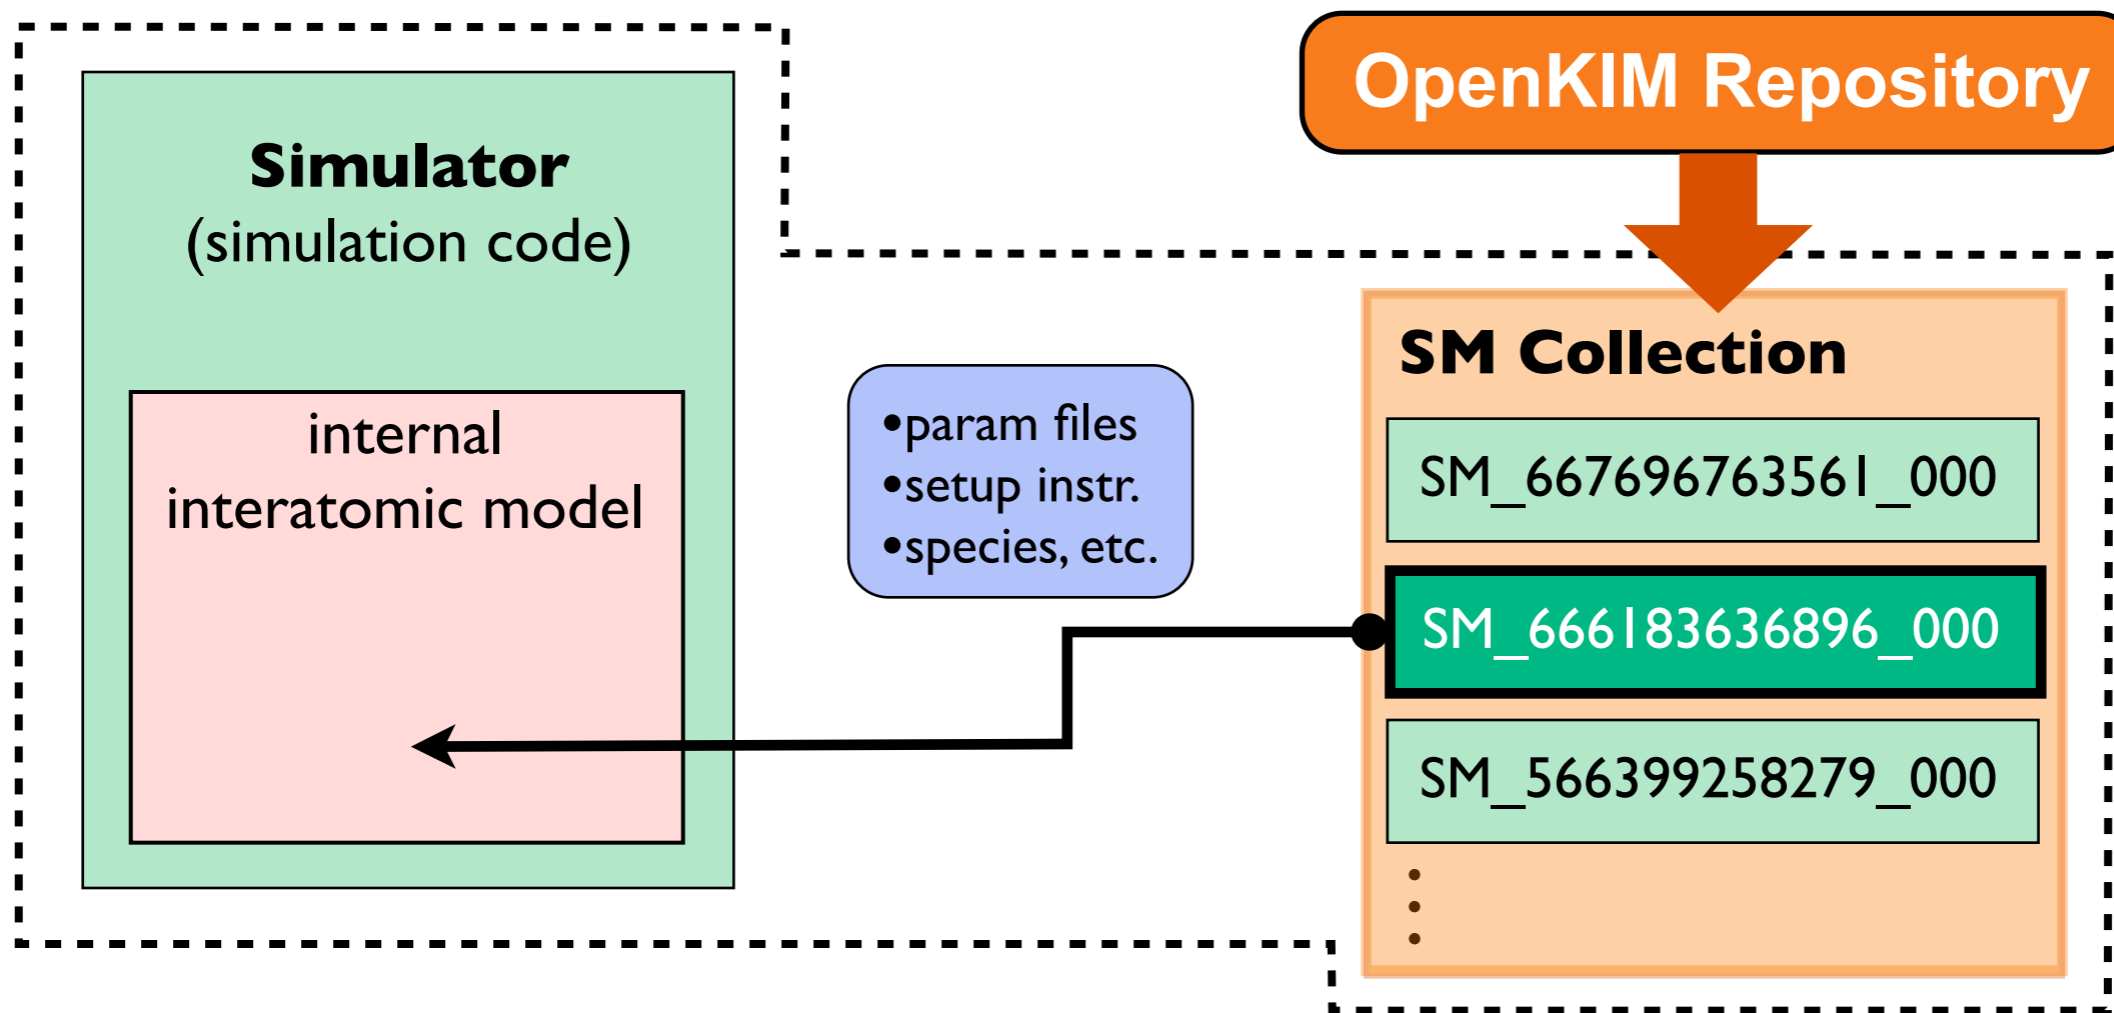 OpenKIM Repository
Simulator
(simulation code)
internal
interatomic model
•param files
•setup instr.
•species, etc.
SM Collection
SM_667696763561_000
SM_666183636896_000
SM_566399258279_000